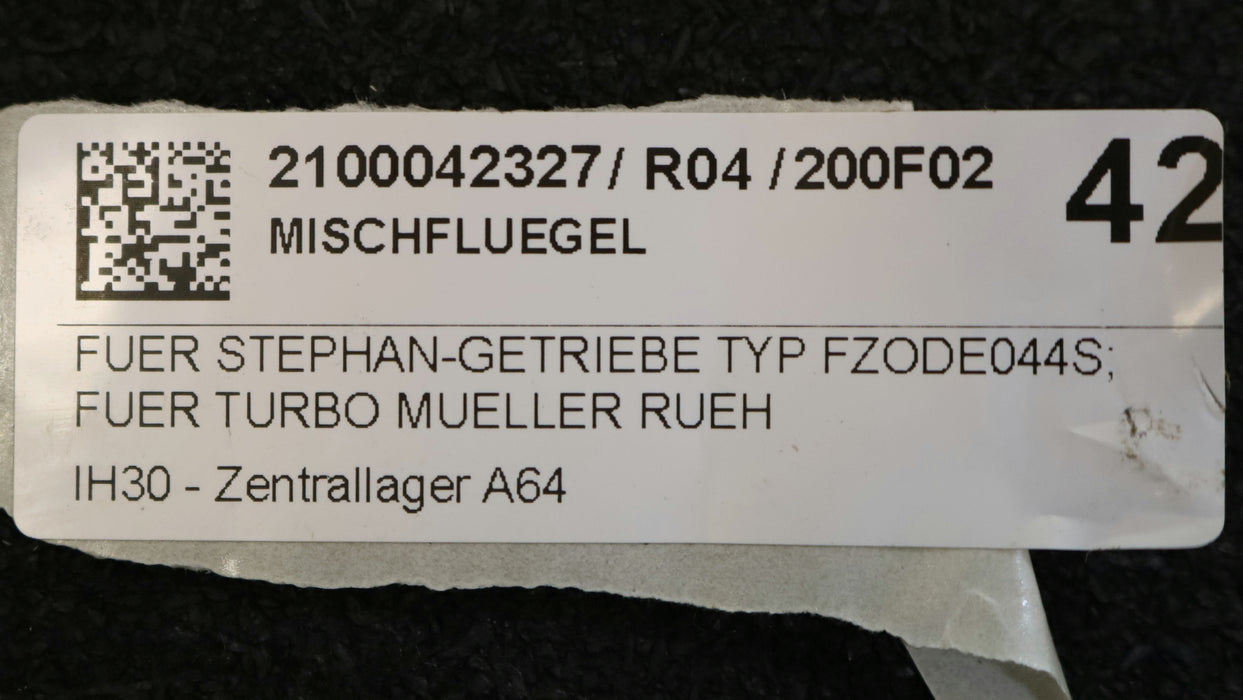 2100042327/ R04 /200F02
42
MISCHFLUEGEL
FUER STEPHAN-GETRIEBE TYP FZODE044S;
FUER TURBO MUELLER RUEH
IH30 - Zentrallager A64